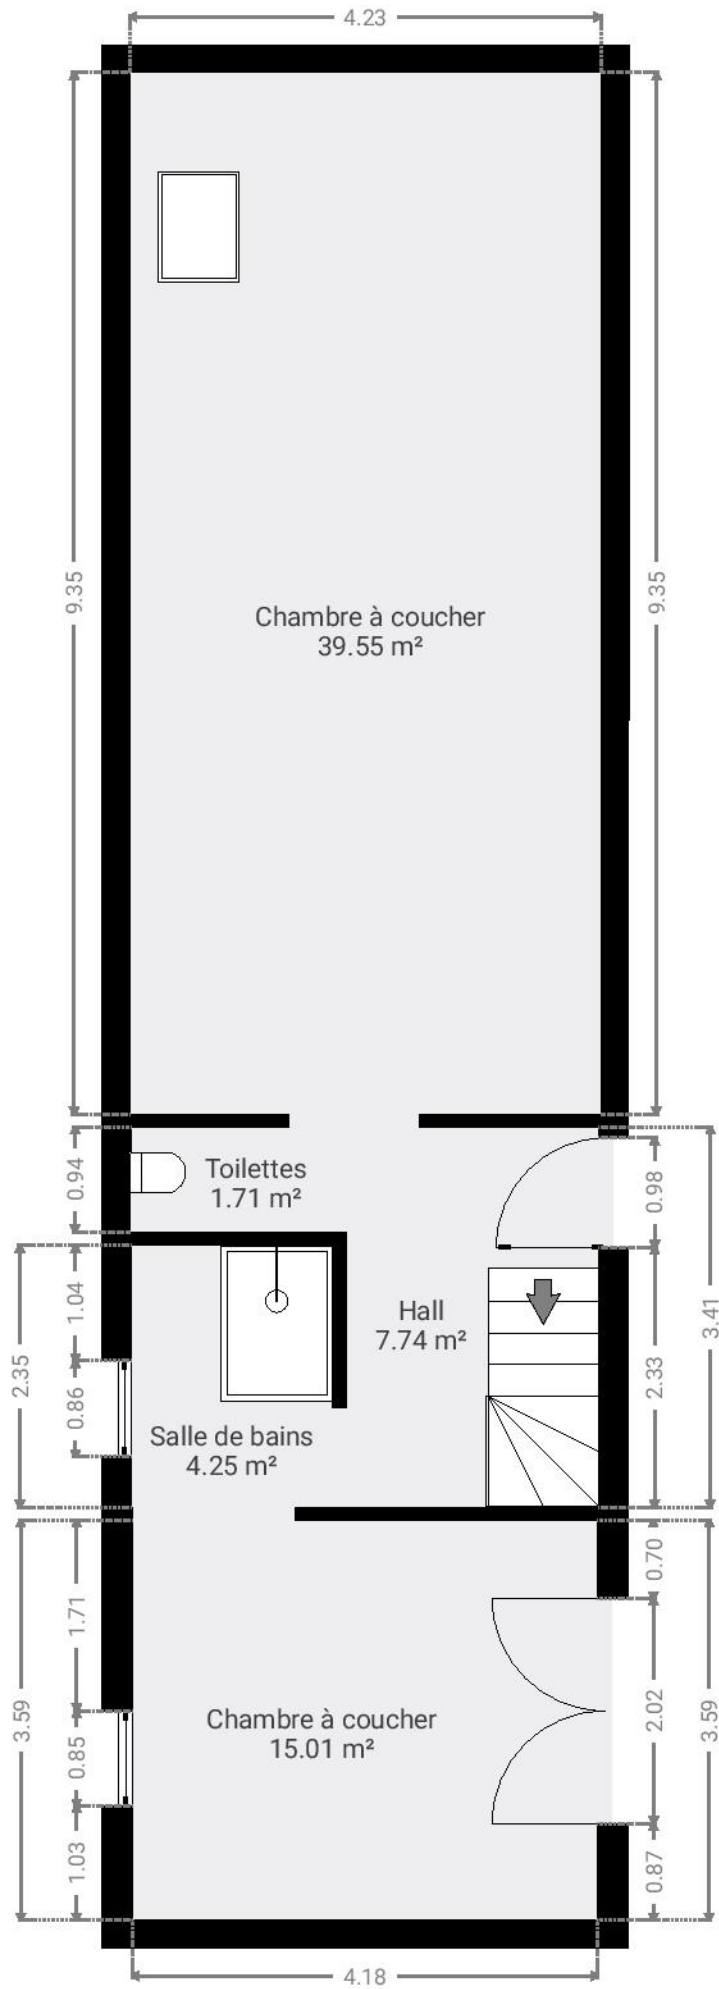 4.23
9.35
9.35
Chambre à coucher
39.55 m²
0.94
Toilettes
1.71 m²
0.98
1.04
2.35
0.86
Hall
7.74 m²
3.41
2.33
Salle de bains
4.25 m²
0.70
1.71
3.59
Chambre à coucher
15.01 m²
2.02
3.59
0.85
1.03
0.87
4.18